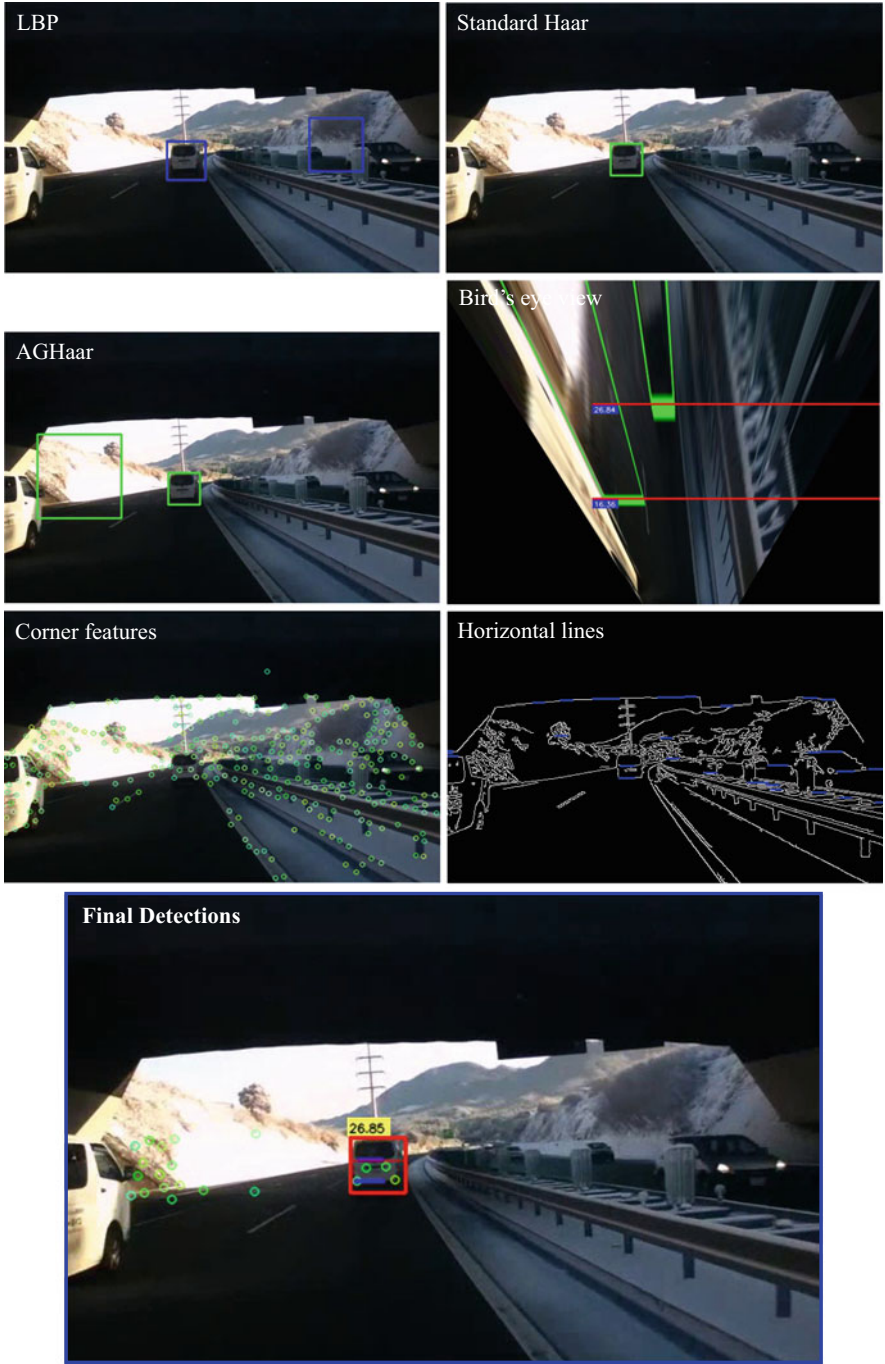 LBP
Standard Haar
AGHaar
Bird's eye view
26.84
16.36
Corner features
Horizontal lines
Final Detections
26.85